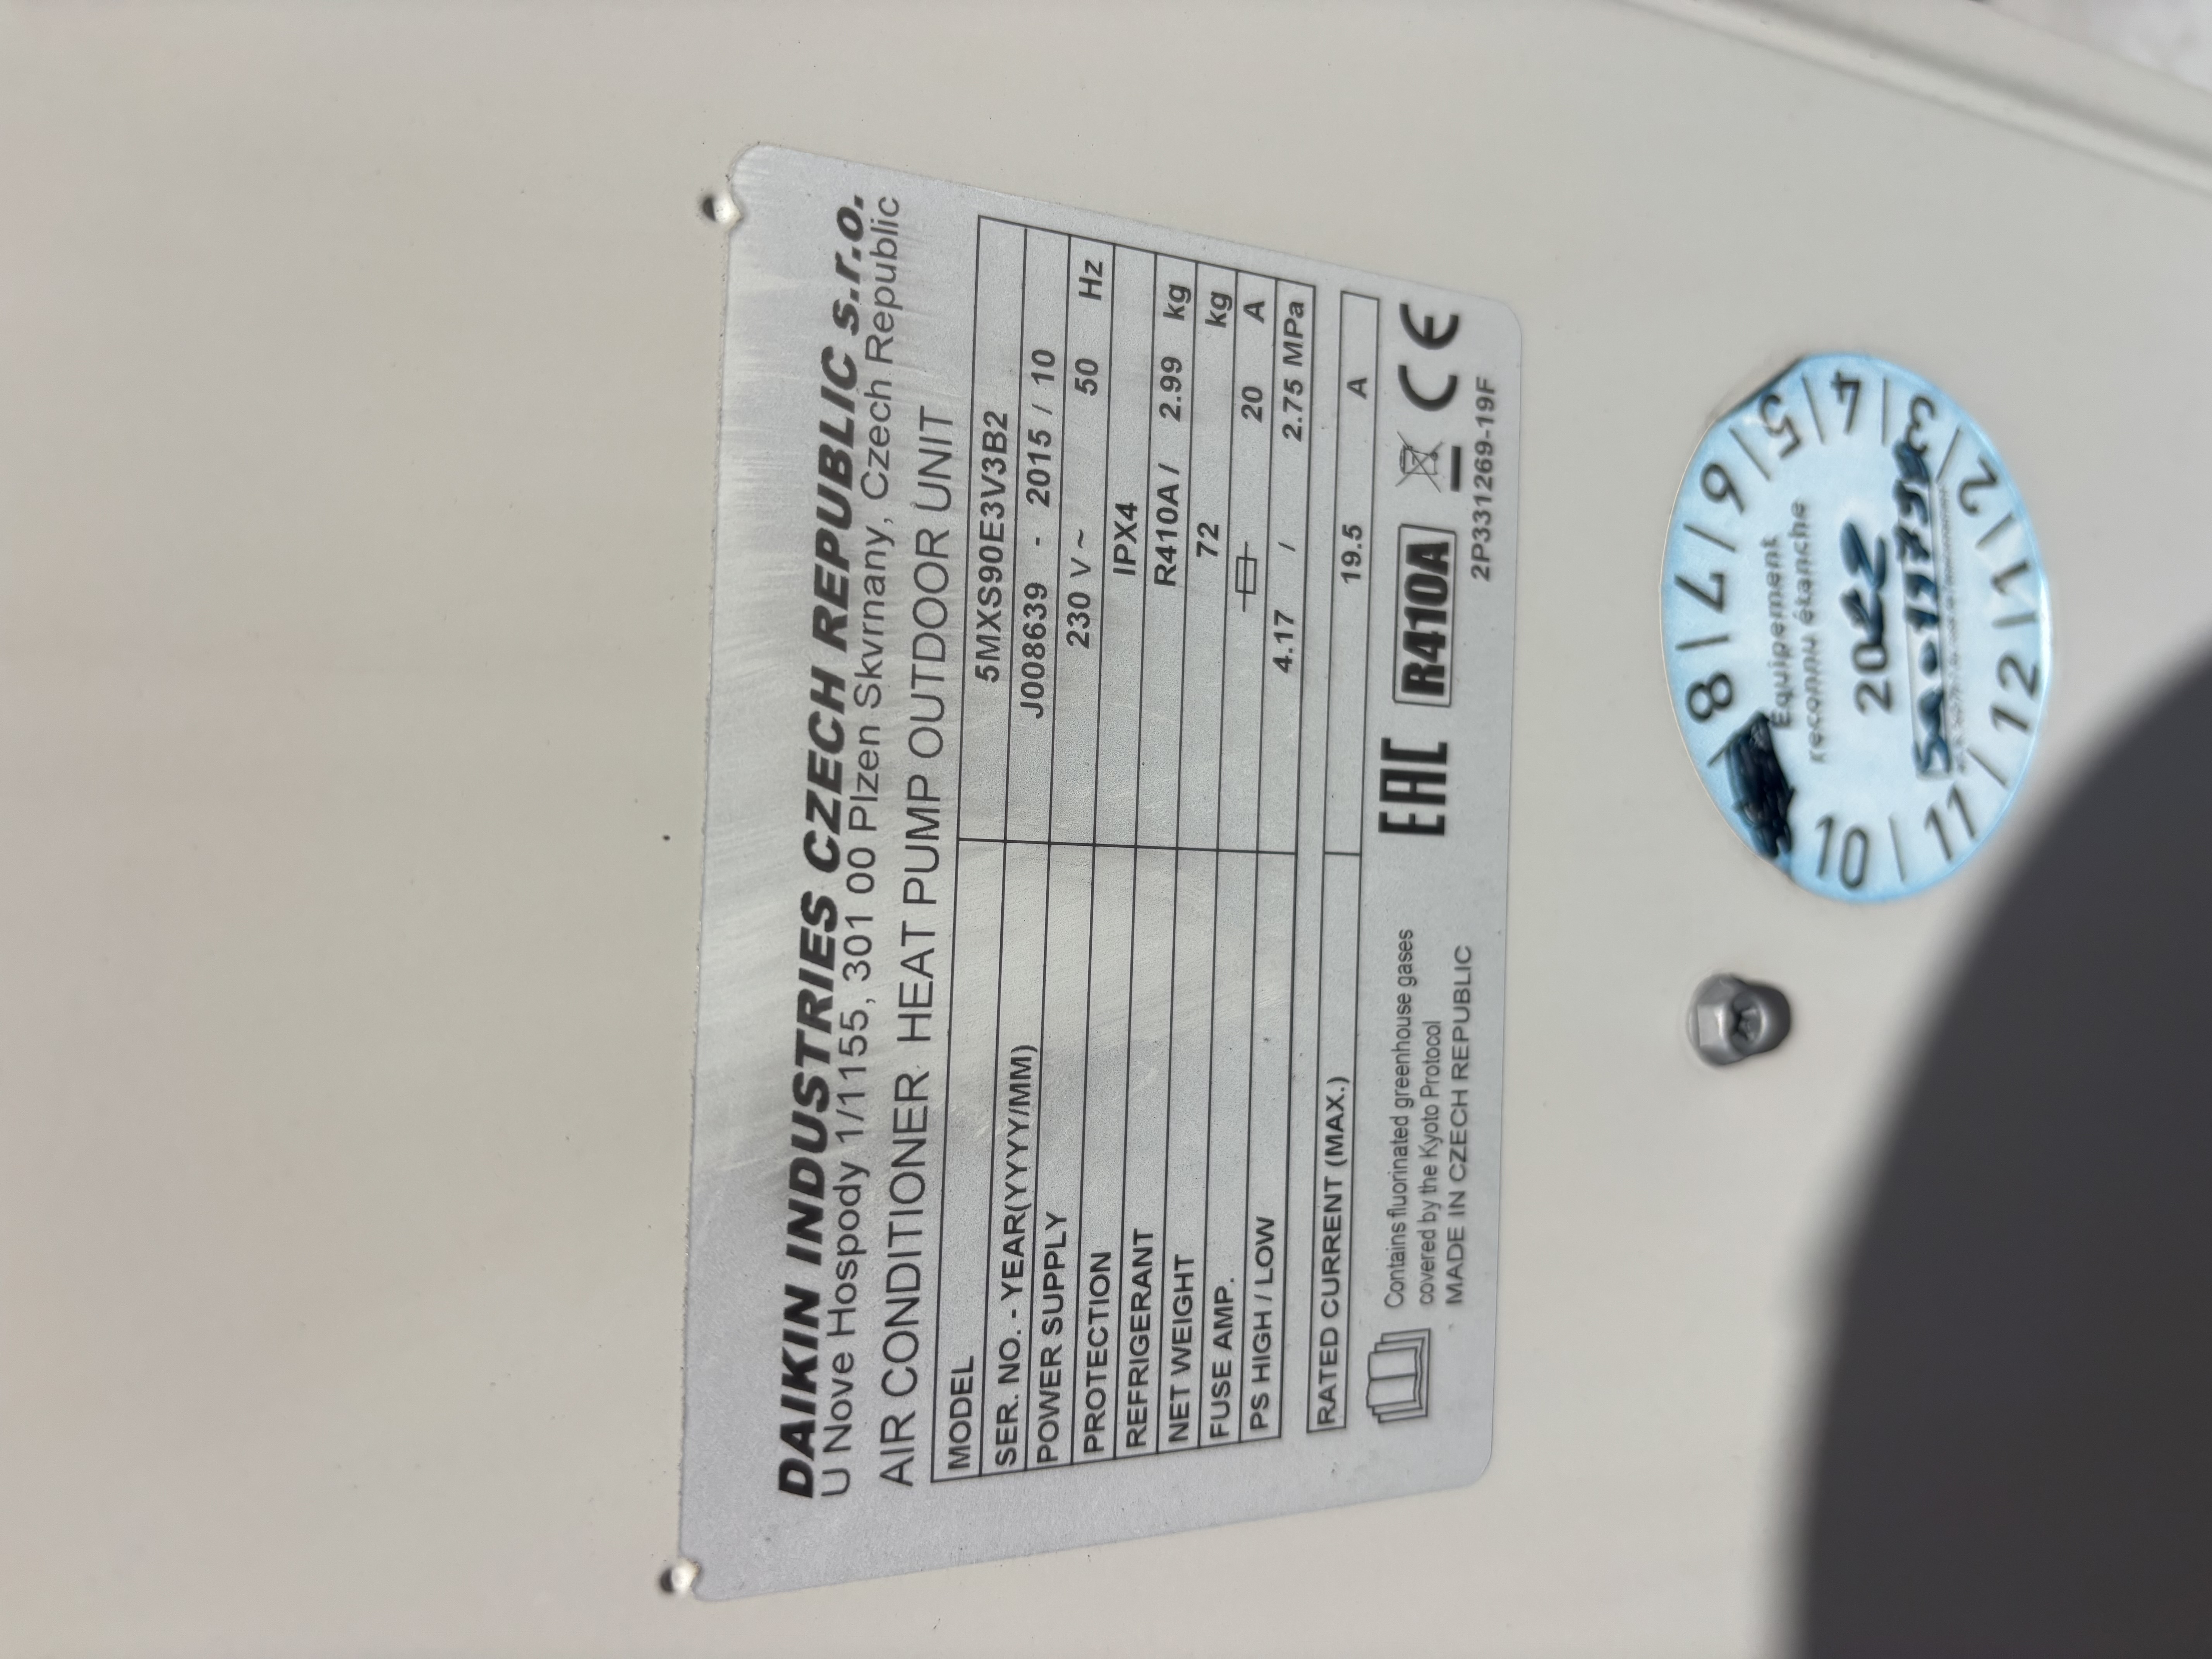 DAIKIN INDUSTRIES CZECH REPUBLIC s.r.o.
U Nove Hospody 1/1155, 301 00 Plzen Skvrnany, Czech Republic
AIR CONDITIONER HEAT PUMP OUTDOOR UNIT
MODEL 5MXS90E3V3B2
SER. NO. - YEAR(YYYY/MM) J008639 - 2015 / 10
POWER SUPPLY 230 V ~ 50 Hz
PROTECTION IPX4
REFRIGERANT R410A / 2.99 kg
NET WEIGHT 72 kg
FUSE AMP. 20 A
PS HIGH / LOW 4.17 / 2.75 MPa
RATED CURRENT (MAX.) 19.5 A
Contains fluorinated greenhouse gases
covered by the Kyoto Protocol
MADE IN CZECH REPUBLIC
EAC R410A CE
2P331269-19F
Equipement
reconnu étanche
2022
1 2 3 4 5 6 7 8 10 11 12